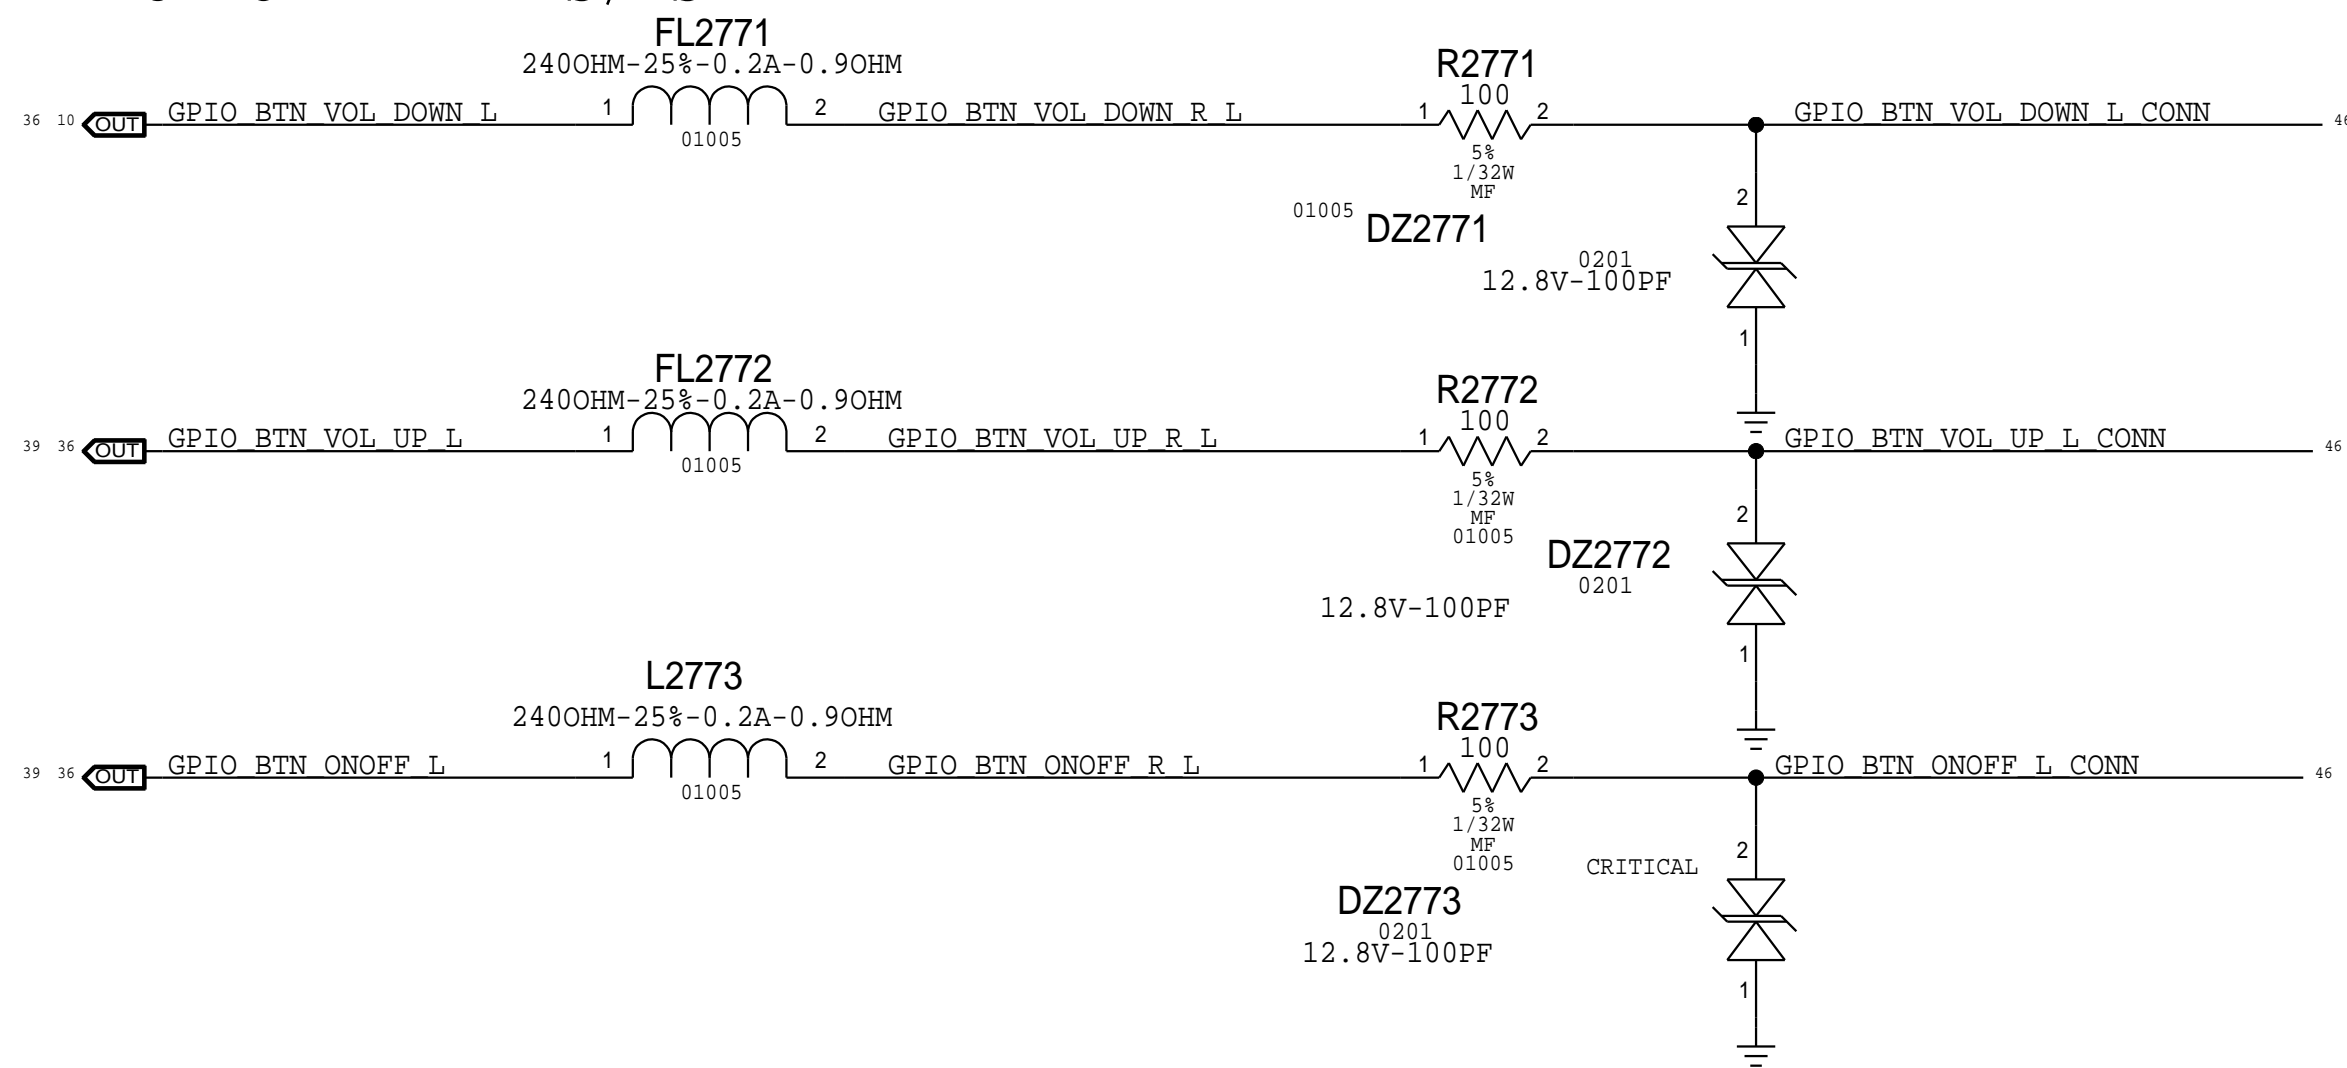 FL2771
240OHM-25%-0.2A-0.9OHM
R2771
100
36 10 OUT GPIO_BTN_VOL_DOWN_L 1 2 GPIO_BTN_VOL_DOWN_R_L 1 2 GPIO_BTN_VOL_DOWN_L_CONN
01005
5%
1/32W
MF
01005
DZ2771
0201
12.8V-100PF
2
1
FL2772
240OHM-25%-0.2A-0.9OHM
R2772
100
39 36 OUT GPIO_BTN_VOL_UP_L 1 2 GPIO_BTN_VOL_UP_R_L 1 2 GPIO_BTN_VOL_UP_L_CONN 46
01005
5%
1/32W
MF
01005
DZ2772
0201
12.8V-100PF
2
1
L2773
240OHM-25%-0.2A-0.9OHM
R2773
100
39 36 OUT GPIO_BTN_ONOFF_L 1 2 GPIO_BTN_ONOFF_R_L 1 2 GPIO_BTN_ONOFF_L_CONN 46
01005
5%
1/32W
MF
01005
CRITICAL
DZ2773
0201
12.8V-100PF
2
1